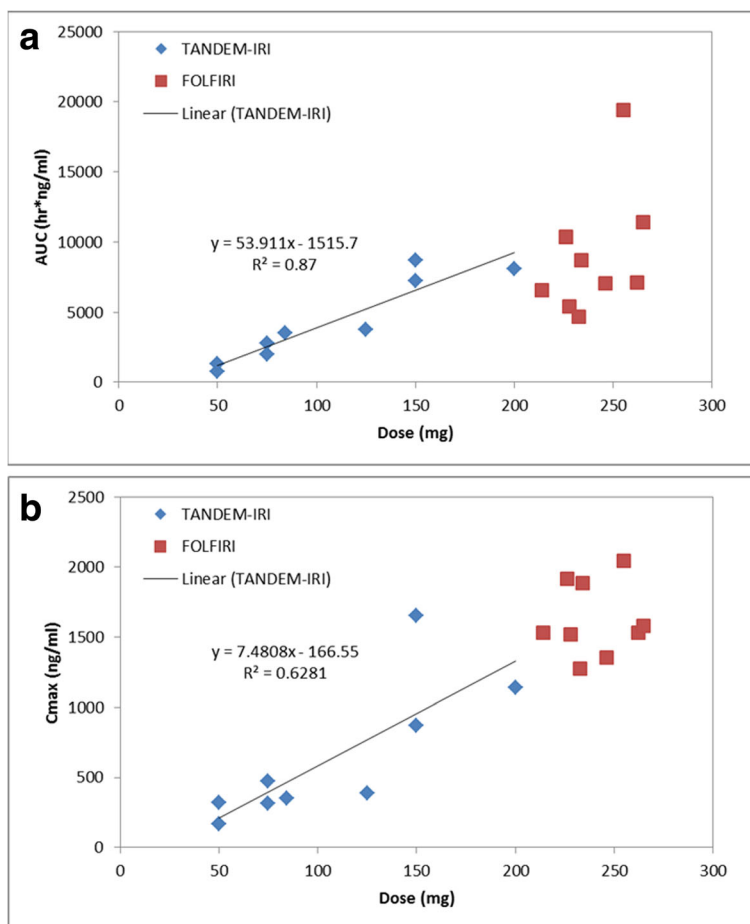 a
25000
20000
15000
10000
5000
0
AUC (hr*ng/ml)
TANDEM-IRI
FOLFIRI
Linear (TANDEM-IRI)
y = 53.911x - 1515.7
R² = 0.87
0 50 100 150 200 250 300
Dose (mg)
b
2500
2000
1500
1000
500
0
Cmax (ng/ml)
TANDEM-IRI
FOLFIRI
Linear (TANDEM-IRI)
y = 7.4808x - 166.55
R² = 0.6281
0 50 100 150 200 250 300
Dose (mg)